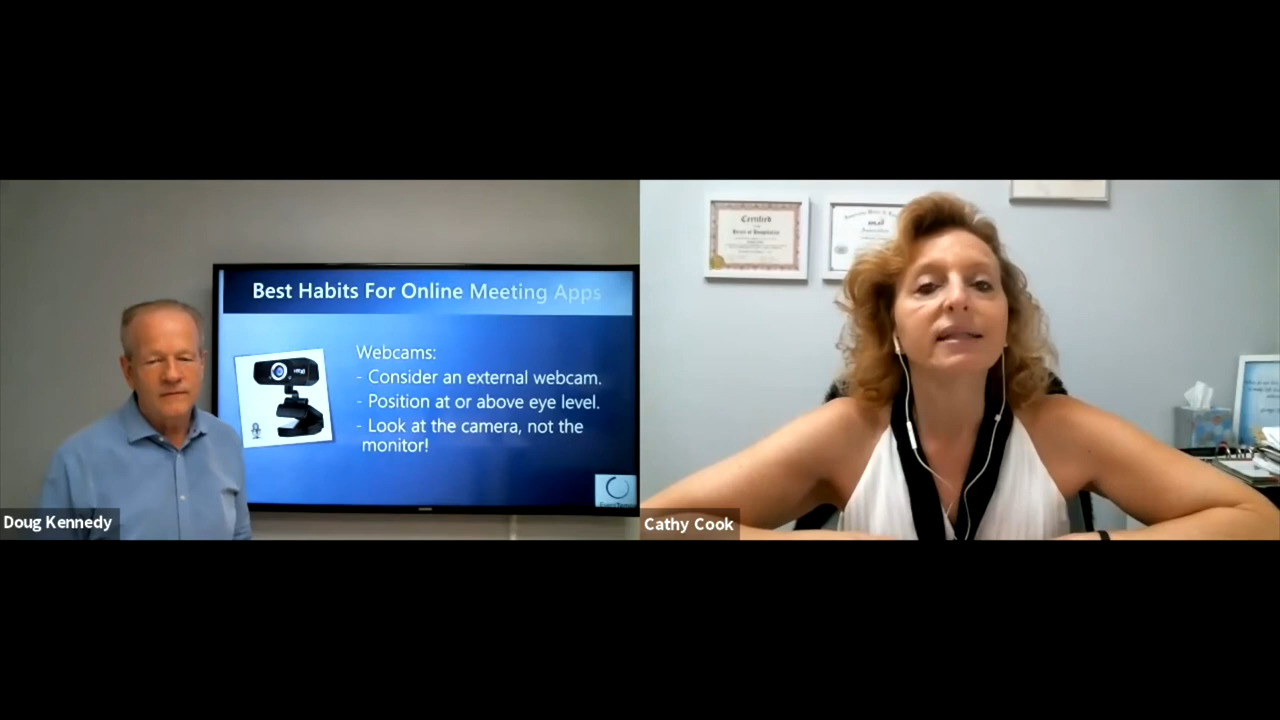 Best Habits For Online Meeting Apps
Webcams:
- Consider an external webcam.
- Position at or above eye level.
- Look at the camera, not the
monitor!
Doug Kennedy
Certified
Cathy Cook